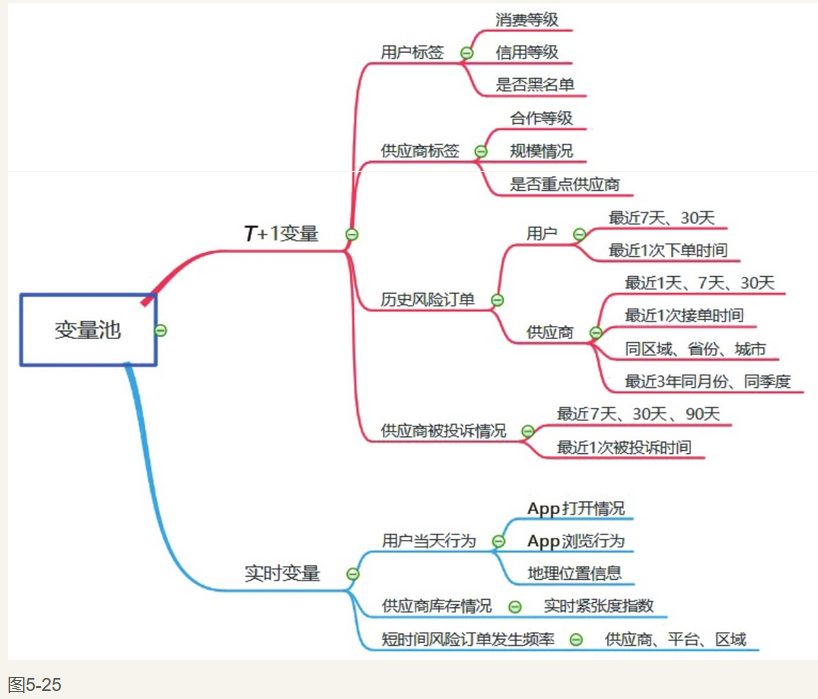 变量池
T+1变量
用户标签
消费等级
信用等级
是否黑名单
供应商标签
合作等级
规模情况
是否重点供应商
历史风险订单
用户
最近7天、30天
最近1次下单时间
供应商
最近1天、7天、30天
最近1次接单时间
同区域、省份、城市
最近3年同月份、同季度
供应商被投诉情况
最近7天、30天、90天
最近1次被投诉时间
实时变量
用户当天行为
App打开情况
App浏览行为
地理位置信息
供应商库存情况
实时紧张度指数
短时间风险订单发生频率
供应商、平台、区域
图5-25